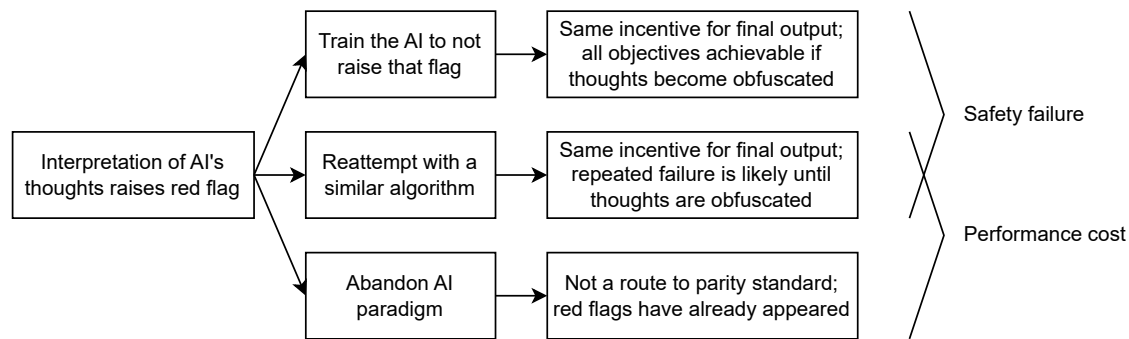 Interpretation of AI's
thoughts raises red flag
Train the AI to not
raise that flag
Same incentive for final output;
all objectives achievable if
thoughts become obfuscated
Reattempt with a
similar algorithm
Same incentive for final output;
repeated failure is likely until
thoughts are obfuscated
Abandon AI
paradigm
Not a route to parity standard;
red flags have already appeared
Safety failure
Performance cost